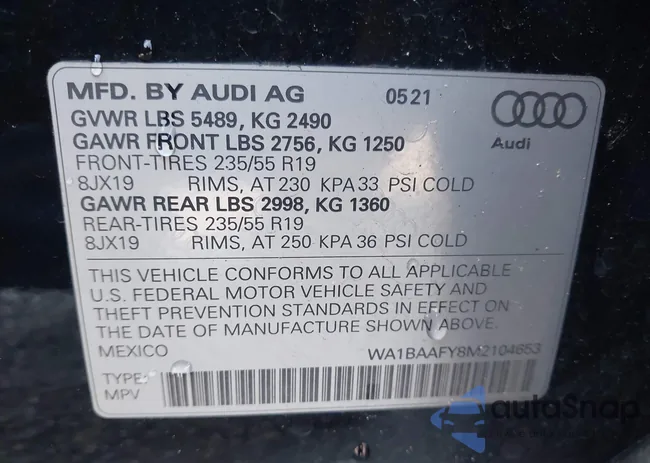 MFD. BY AUDI AG 0521
GVWR LBS 5489, KG 2490
GAWR FRONT LBS 2756, KG 1250
Audi
FRONT-TIRES 235/55 R19
8JX19 RIMS, AT 230 KPA 33 PSI COLD
GAWR REAR LBS 2998, KG 1360
REAR-TIRES 235/55 R19
8JX19 RIMS, AT 250 KPA 36 PSI COLD
THIS VEHICLE CONFORMS TO ALL APPLICABLE
U.S. FEDERAL MOTOR VEHICLE SAFETY AND
THEFT PREVENTION STANDARDS IN EFFECT ON
THE DATE OF MANUFACTURE SHOWN ABOVE.
MEXICO WA1BAAFY8M2104653
TYPE:
MPV
autoSnap